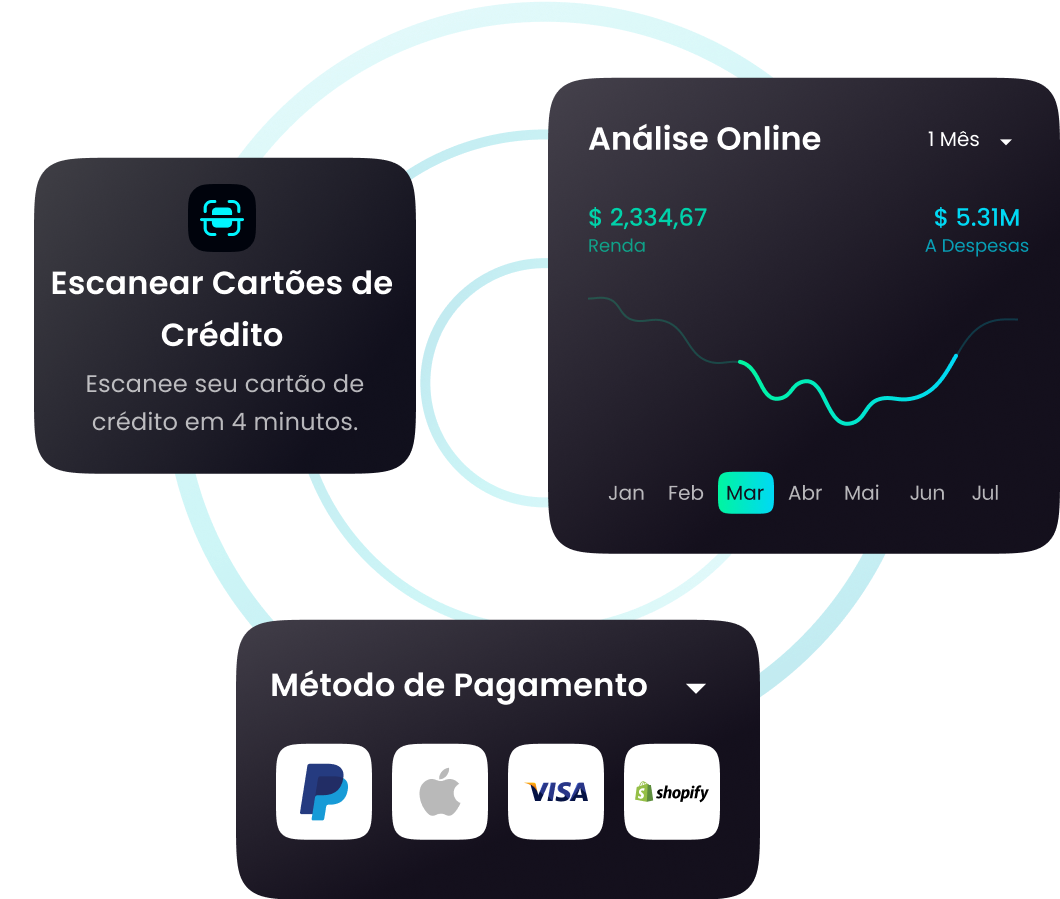 Análise Online
1 Mês
$ 2,334,67
$ 5.31M
Renda
A Despesas
Jan Feb Mar Abr Mai Jun Jul
Escanear Cartões de
Crédito
Escanee seu cartão de
crédito em 4 minutos.
Método de Pagamento
VISA
shopify